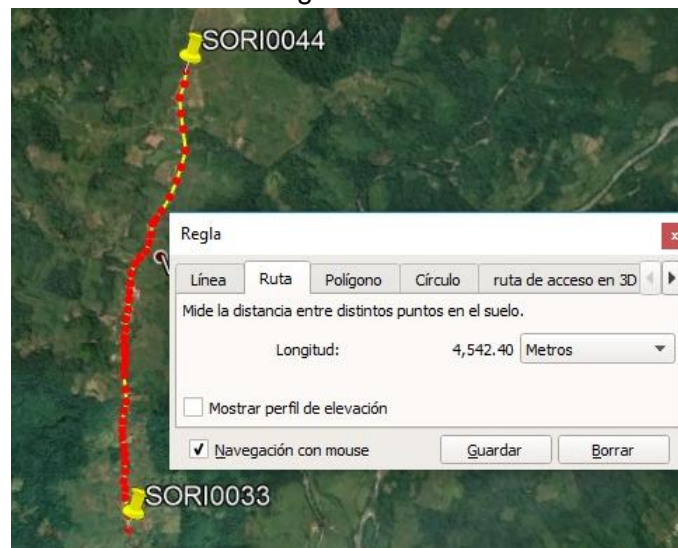 SORI0044
Regla
x
Línea Ruta Polígono Círculo ruta de acceso en 3D
Mide la distancia entre distintos puntos en el suelo.
Longitud: 4,542.40 Metros
Mostrar perfil de elevación
Navegación con mouse Guardar Borrar
SORI0033